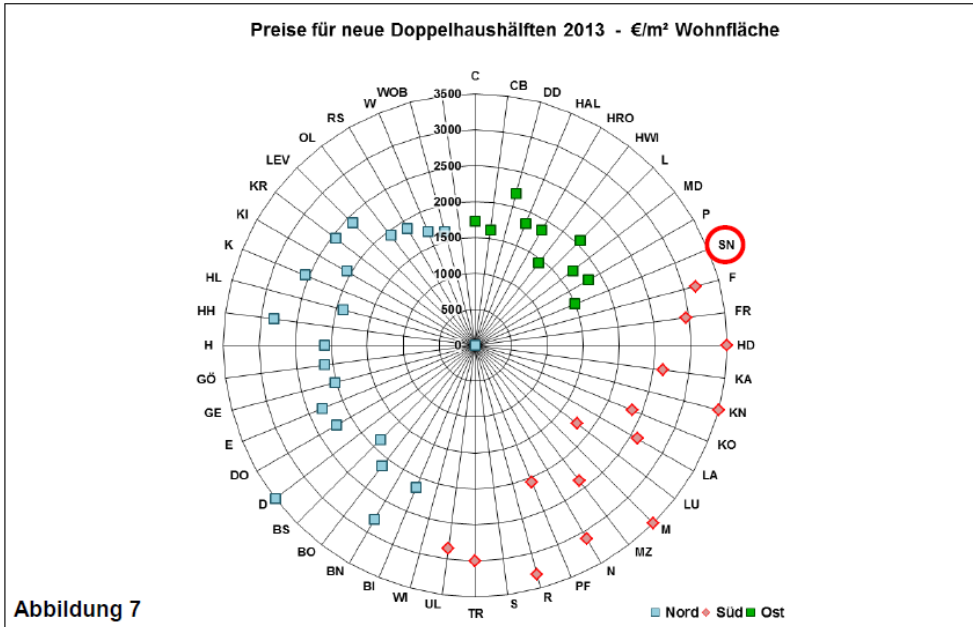 Preise für neue Doppelhaushälften 2013 - €/m² Wohnfläche
C
CB
DD
HAL
HRO
HWI
L
MD
P
SN
F
FR
HD
KA
KN
KO
LA
LU
M
MZ
N
PF
R
S
TR
UL
WI
BI
BN
BO
BS
D
DO
E
GE
GÖ
H
HH
HL
K
KI
KR
LEV
OL
RS
W
WOB
3500
3000
2500
2000
1500
1000
500
0
Abbildung 7
Nord Süd Ost